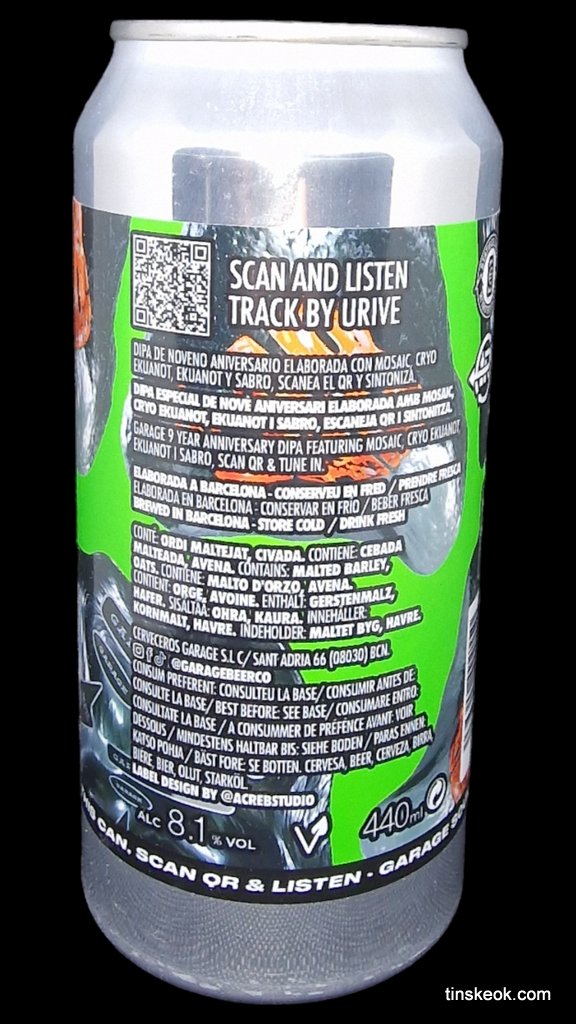 SCAN AND LISTEN
TRACK BY URIVE
DIPA DE NOVENO ANIVERSARIO ELABORADA CON MOSAIC, CRYO
EKUANOT, EKUANOT Y SABRO, SCANEA EL QR Y SINTONIZA.
DIPA ESPECIAL DE NOVE ANIVERSARI ELABORADA AMB MOSAIC,
CRYO EKUANOT, EKUANOT I SABRO, ESCANEJA QR I SINTONITZA.
GARAGE 9 YEAR ANNIVERSARY DIPA FEATURING MOSAIC, CRYO EKUANOT,
EKUANOT I SABRO, SCAN QR & TUNE IN.
ELABORADA A BARCELONA - CONSERVEU EN FRED / PRENDRE FRESCA
ELABORADA EN BARCELONA - CONSERVAR EN FRÍO / BEBER FRESCA
BREWED IN BARCELONA - STORE COLD / DRINK FRESH
CONTÉ: ORDI MALTEJAT, CIVADA. CONTIENE: CEBADA
MALTEADA, AVENA. CONTAINS: MALTED BARLEY,
OATS. CONTIENE: MALTO D'ORZO, AVENA.
CONTIENT: ORGE, AVOINE. ENTHALT: GERSTENMALZ,
HAFER. SISALTAA: OHRA, KAURA. INNEHALLER:
KORNMALT, HAVRE. INDEHOLDER: MALTET BYG, HAVRE.
CERVECEROS GARAGE S.L C/ SANT ADRIA 66 (08030) BCN.
@GARAGEBEERCO
CONSUM PREFERENT: CONSULTEU LA BASE / CONSUMIR ANTES DE:
CONSULTE LA BASE / BEST BEFORE: SEE BASE / CONSUMARE ENTRO:
CONSULTATE LA BASE / A CONSUMMER DE PRÉFÉNCE AVANT: VOIR
DESSOUS / MINDESTENS HALTBAR BIS: SIEHE BODEN / PARAS ENNEN:
KATSO POHJA / BÄST FORE: SE BOTTEN. CERVESA, BEER, CERVEZA, BIRRA,
BIÈRE, BIER, OLUT, STARKÖL.
LABEL DESIGN BY @ACREBSTUDIO
ALC 8.1 % VOL
440ml
CAN, SCAN QR & LISTEN · GARAGE
tinskeok.com